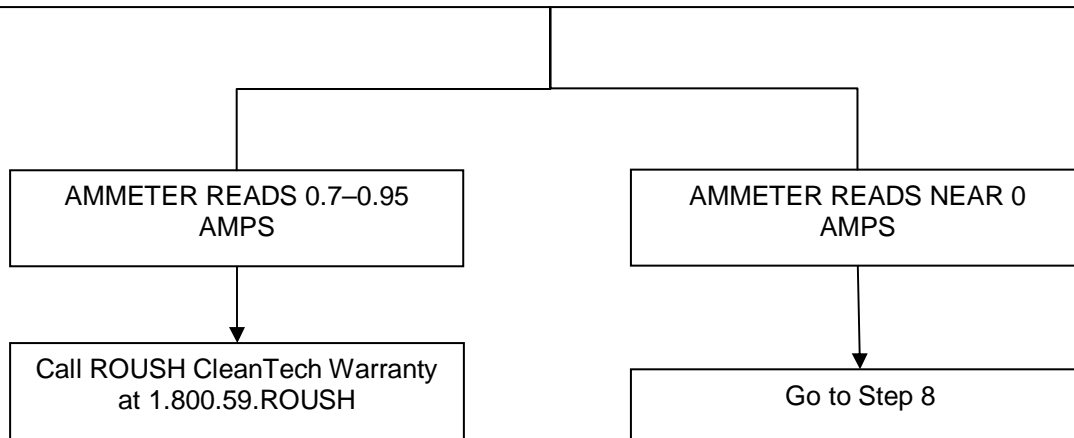 AMMETER READS 0.7–0.95
AMPS
AMMETER READS NEAR 0
AMPS
Call ROUSH CleanTech Warranty
at 1.800.59.ROUSH
Go to Step 8